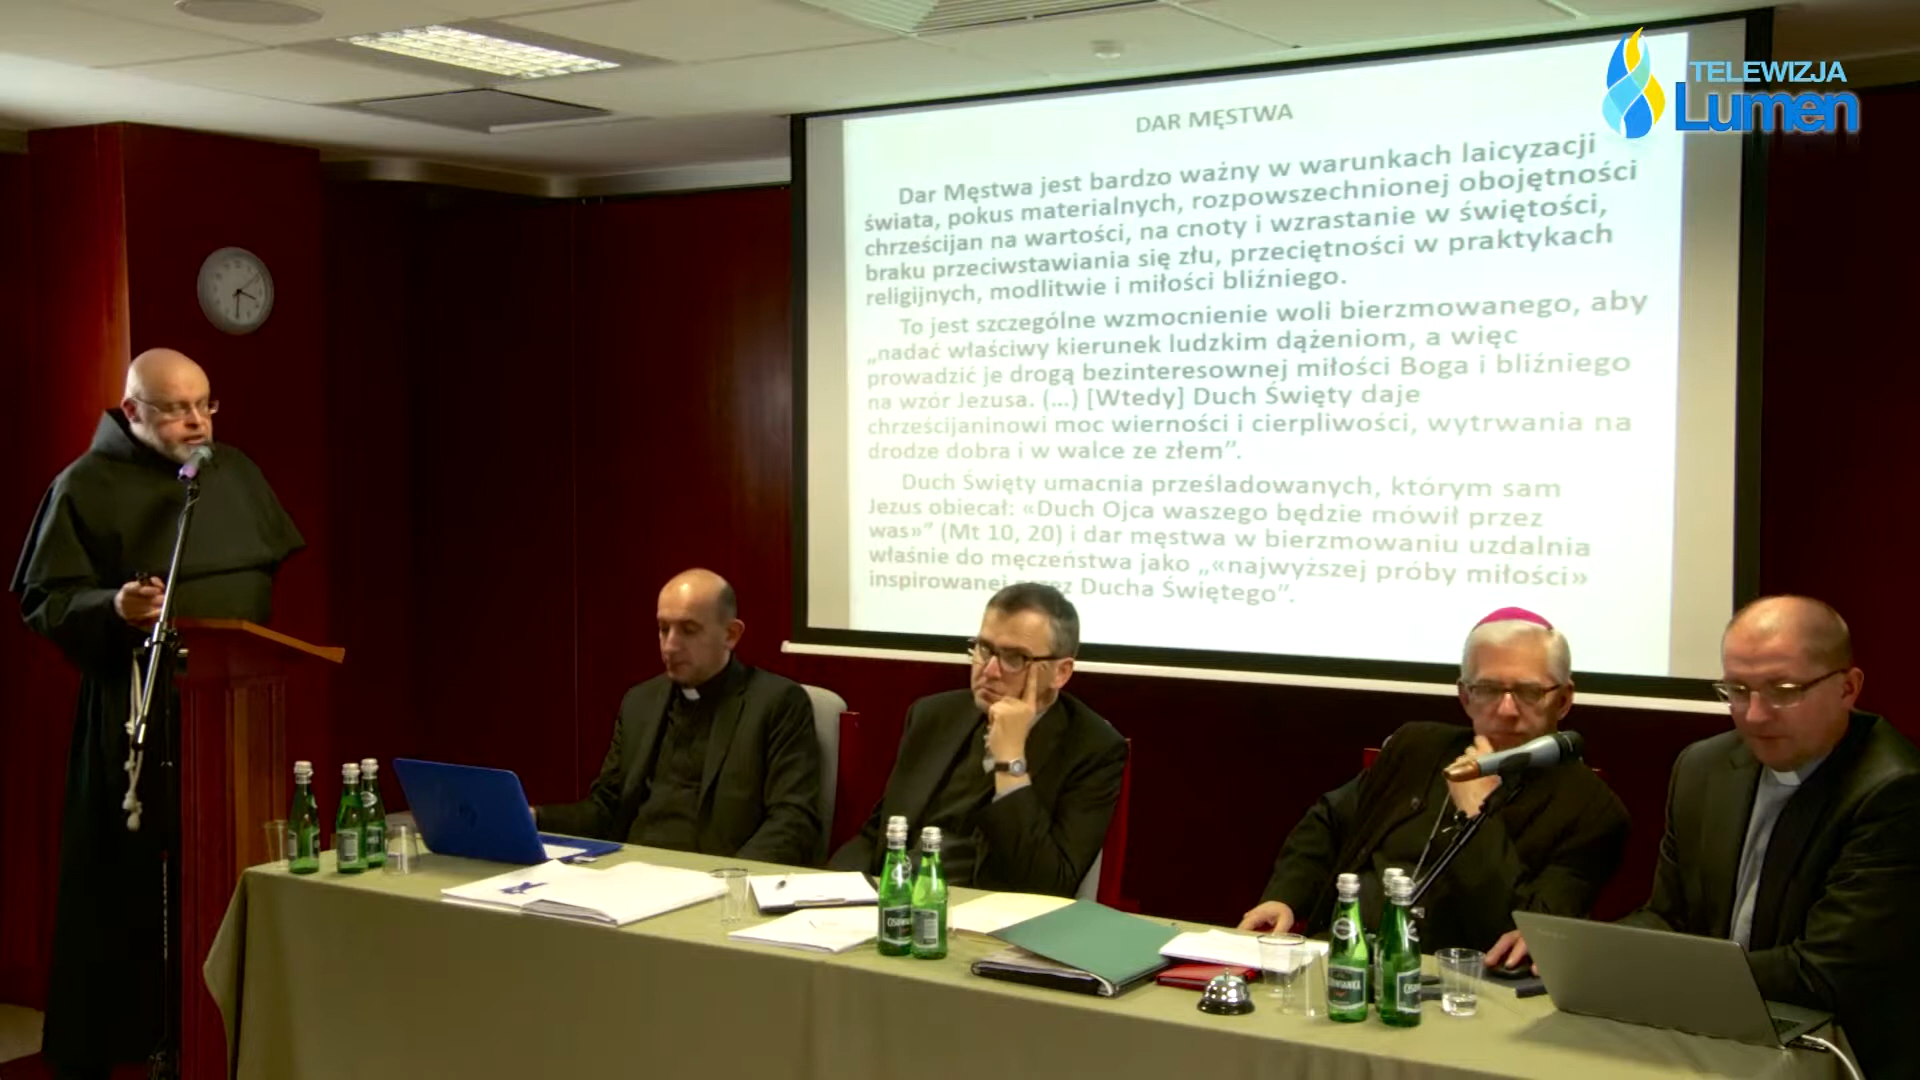 TELEWIZJA
Lumen
DAR MĘSTWA
Dar Męstwa jest bardzo ważny w warunkach laicyzacji
świata, pokus materialnych, rozpowszechnionej obojętności
chrześcijan na wartości, na cnoty i wzrastanie w świętości,
braku przeciwstawiania się złu, przeciętności w praktykach
religijnych, modlitwie i miłości bliźniego.
To jest szczególne wzmocnienie woli bierzmowanego, aby
„nadać właściwy kierunek ludzkim dążeniom, a więc
prowadzić je drogą bezinteresownej miłości Boga i bliźniego
na wzór Jezusa. (...) [Wtedy] Duch Święty daje
chrześcijaninowi moc wierności i cierpliwości, wytrwania na
drodze dobra i w walce ze złem”.
Duch Święty umacnia prześladowanych, którym sam
Jezus obiecał: «Duch Ojca waszego będzie mówił przez
was»” (Mt 10, 20) i dar męstwa w bierzmowaniu uzdalnia
właśnie do męczeństwa jako „«najwyższej próby miłości»
inspirowanej przez Ducha Świętego”.